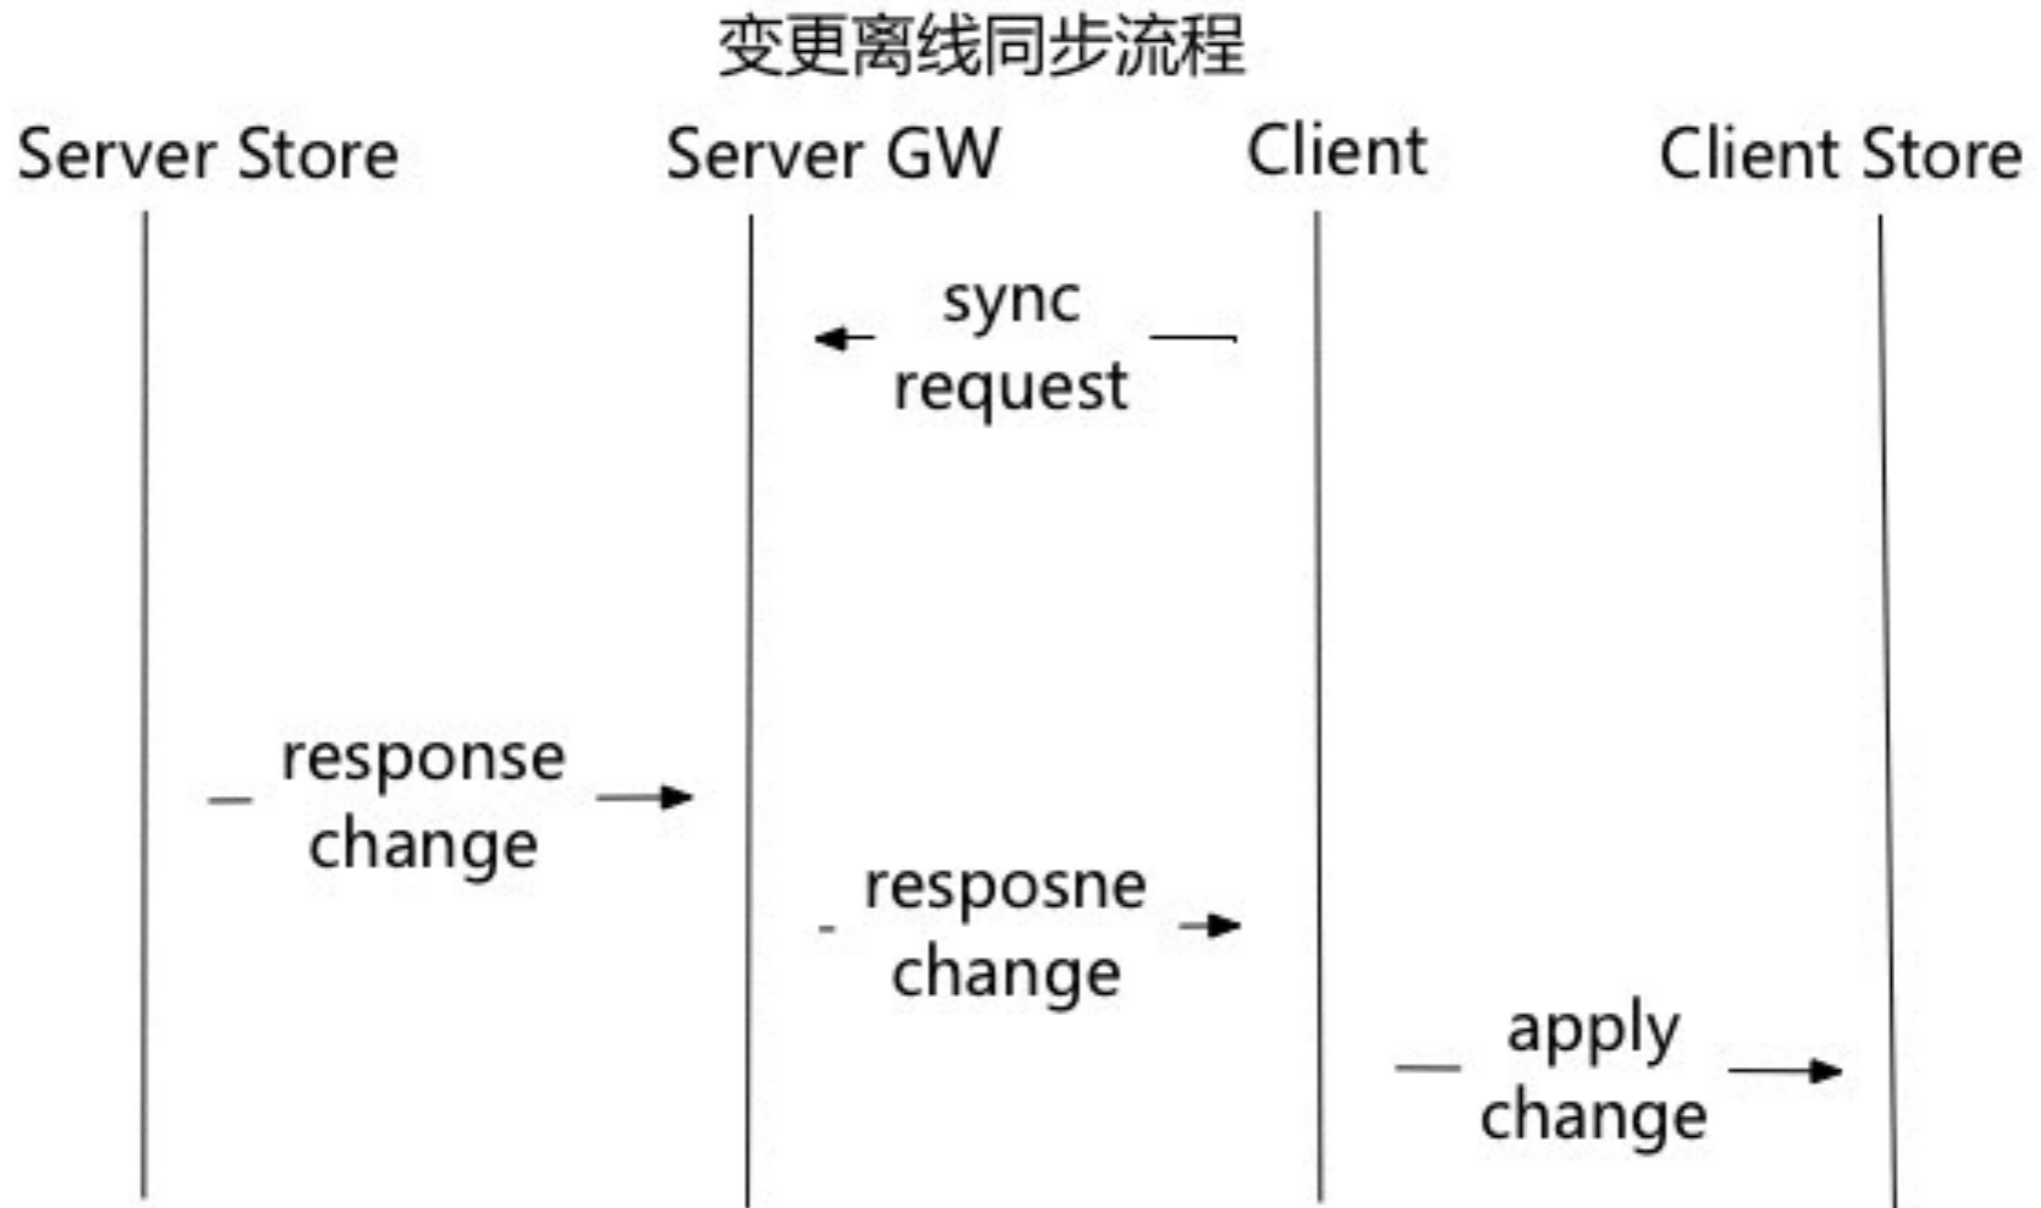 变更离线同步流程
Server Store
Server GW
Client
Client Store
sync
request
response
change
resposne
change
apply
change